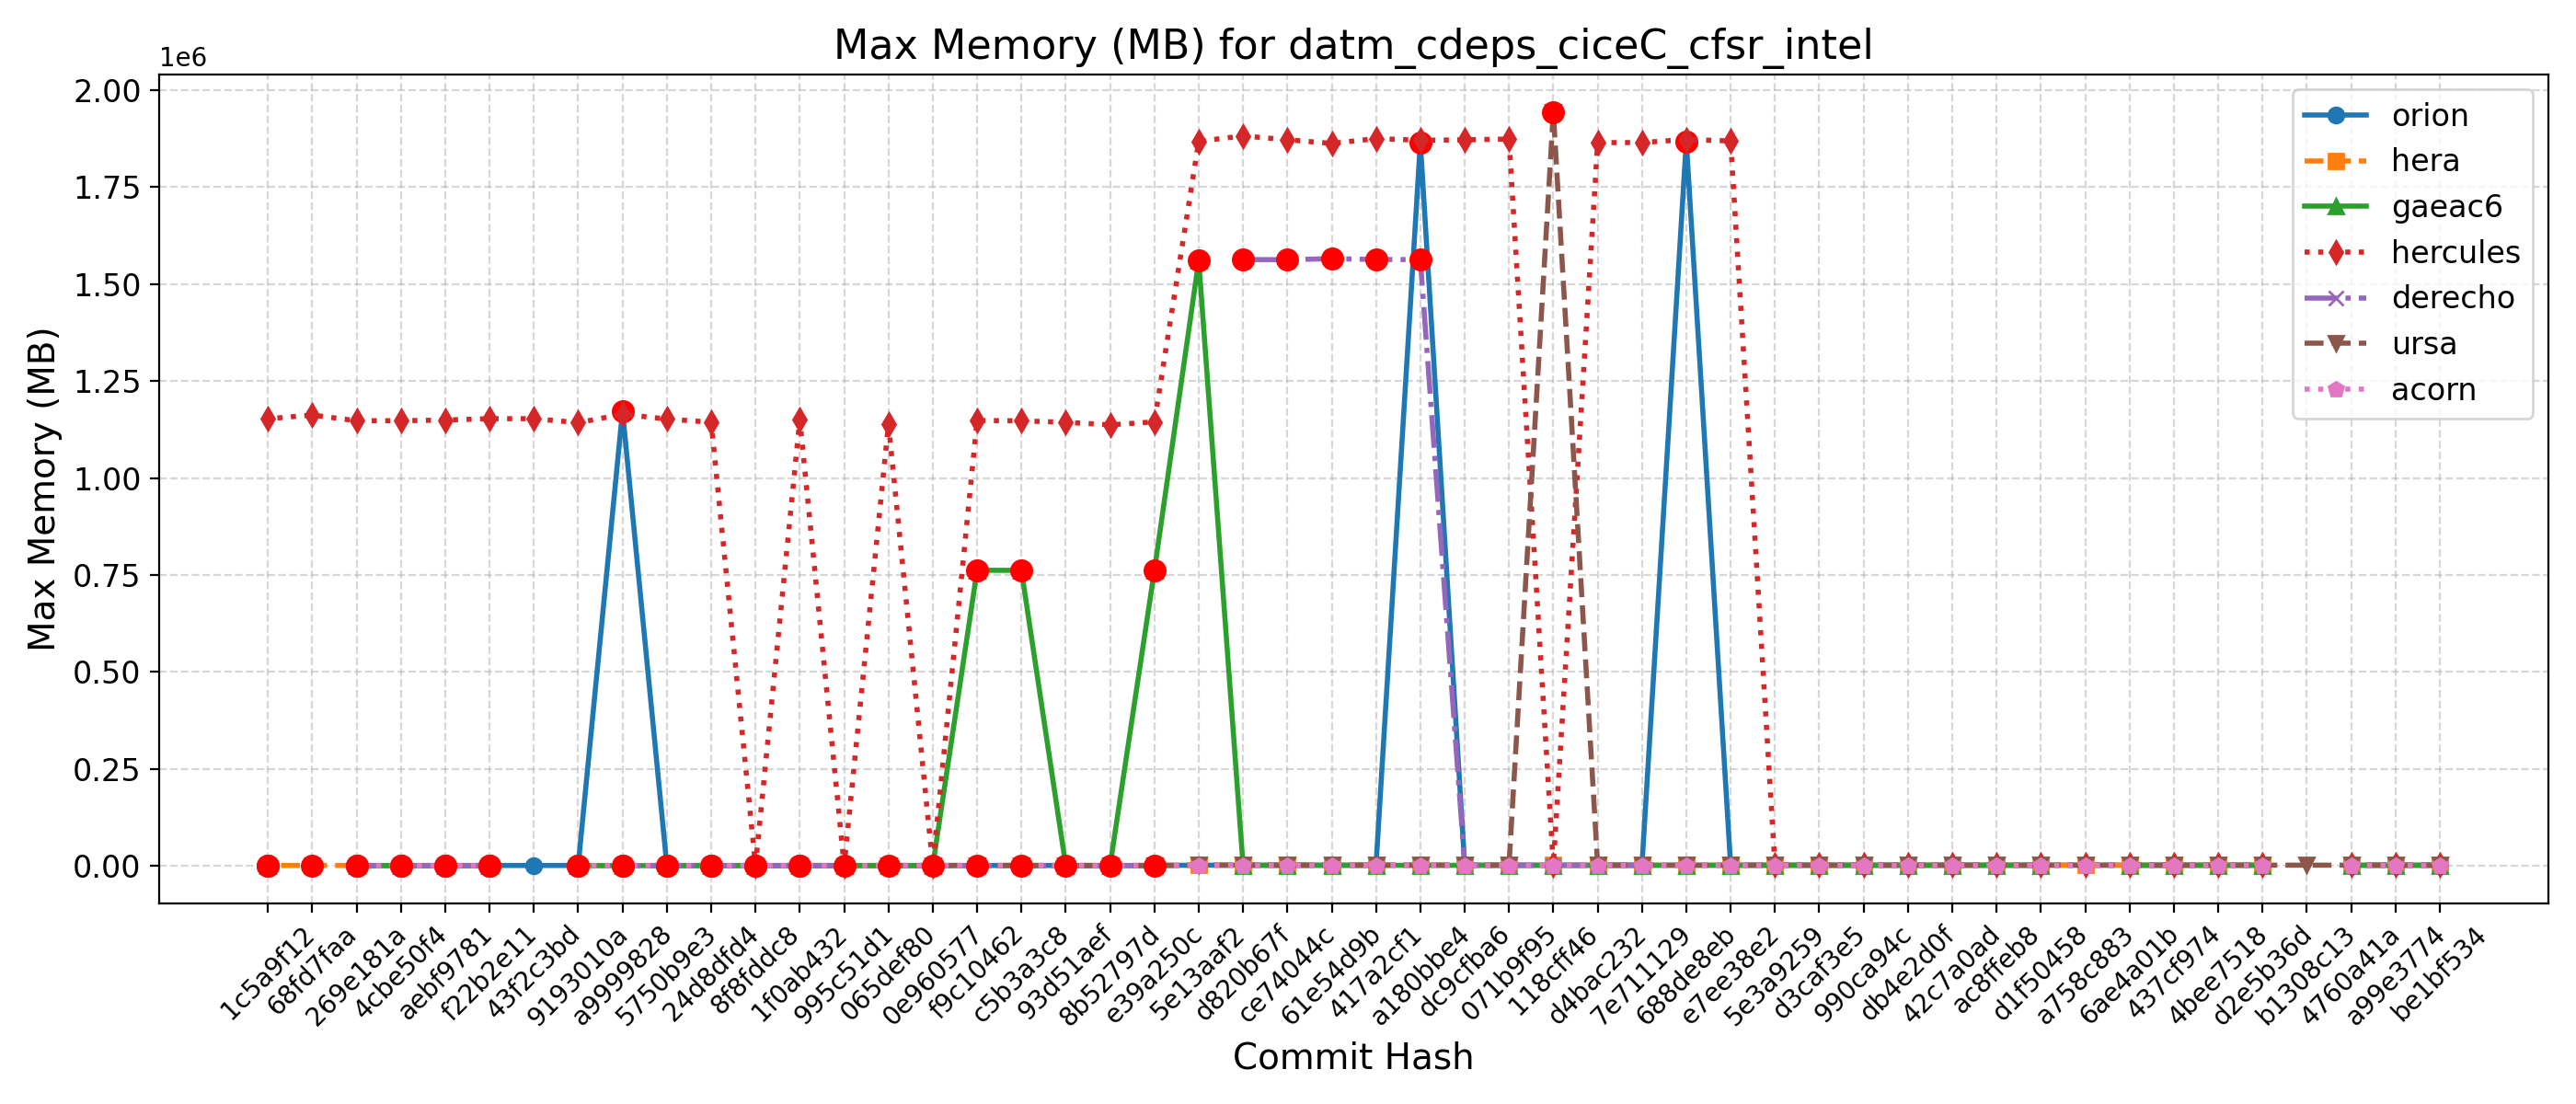 Max Memory (MB) for datm_cdeps_ciceC_cfsr_intel
1e6
2.00
1.75
1.50
1.25
1.00
0.75
0.50
0.25
0.00
Max Memory (MB)
orion
hera
gaeac6
hercules
derecho
ursa
acorn
1c5a9f12
68fd7faa
269e181a
4cbe50f4
aebf9781
f22b2e11
43f2c3bd
9193010a
a9999828
5750b9e3
24d8dfd4
8f8fddc8
1f0ab432
995c51d1
065def80
0e960577
f9c10462
c5b3a3c8
93d51aef
8b52797d
e39a250c
5e13aaf2
d820b67f
ce74044c
61e54d9b
417a2cf1
a180bbe4
dc9cfba6
071b9f95
118cff46
d4bac232
7e711129
688de8eb
e7ee38e2
5e3a9259
d3caf3e5
990ca94c
db4e2d0f
42c7a0ad
ac8ffeb8
d1f50458
a758c883
6ae4a01b
437cf974
4bee7518
d2e5b36d
b1308c13
4760a41a
a99e3774
be1bf534
Commit Hash